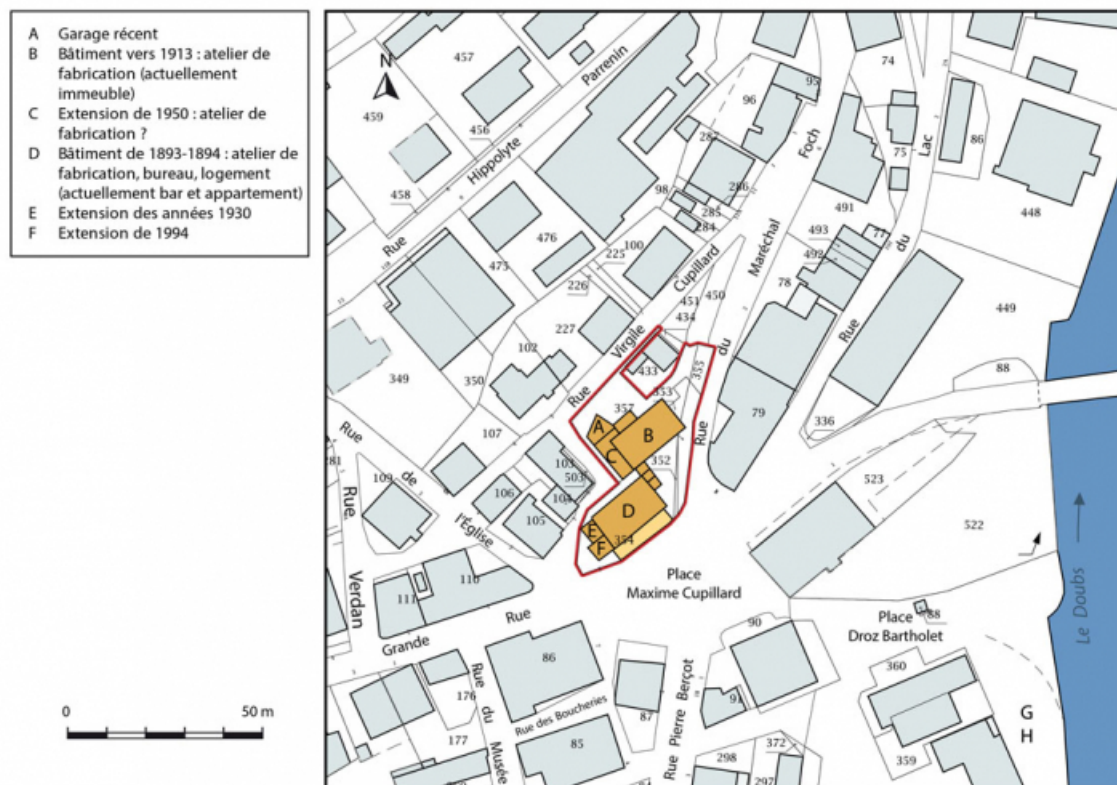 A Garage récent
B Bâtiment vers 1913 : atelier de
fabrication (actuellement
immeuble)
C Extension de 1950 : atelier de
fabrication ?
D Bâtiment de 1893-1894 : atelier de
fabrication, bureau, logement
(actuellement bar et appartement)
E Extension des années 1930
F Extension de 1994
0 50 m
N
457
459
456
458
Rue Hippolyte Parrenin
96
95
74
287
286
98
285
284
75
86
448
491
493
492
77
78
476
475
100
225
226
227
102
350
349
107
Rue Virgile Cupillard
451
450
434
433
355
353
357
352
354
Rue du Maréchal Foch
Rue du Lac
79
336
449
88
A
B
C
D
E
F
103
503
104
105
106
109
281
Rue de l'Église
Rue Verdan
110
111
Grande Rue
523
522
Place
Maxime Cupillard
Place
Droz Bartholet
88
Le Doubs
90
91
86
87
85
Rue des Boucheries
Rue Pierre Berçot
Rue du Musée
176
177
298
372
297
360
359
G
H